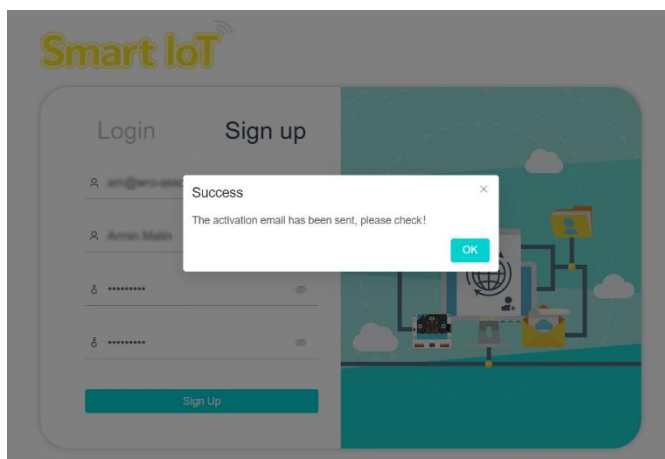 Smart IoT
Login
Sign up
Success
The activation email has been sent, please check!
OK
Sign Up